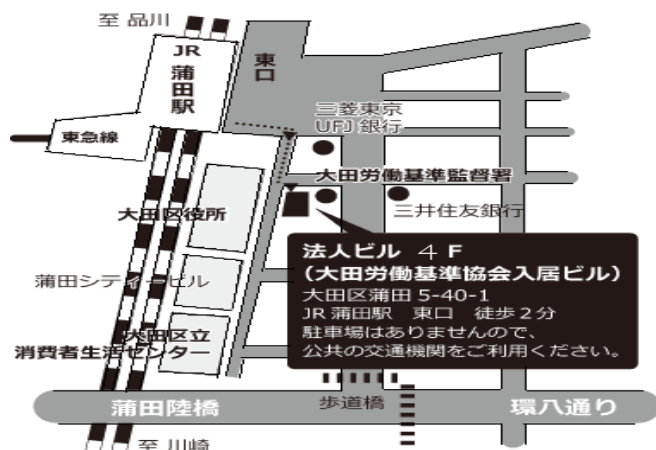 至 品川
JR
蒲田駅
東口
三菱東京
UFJ 銀行
東急線
大田労働基準監督署
大田区役所
三井住友銀行
法人ビル 4 F
(大田労働基準協会入居ビル)
大田区蒲田 5-40-1
JR 蒲田駅 東口 徒歩 2 分
駐車場はありませんので、
公共の交通機関をご利用ください。
蒲田シティービル
大田区立
消費者生活センター
蒲田陸橋
歩道橋
環八通り
至 川崎